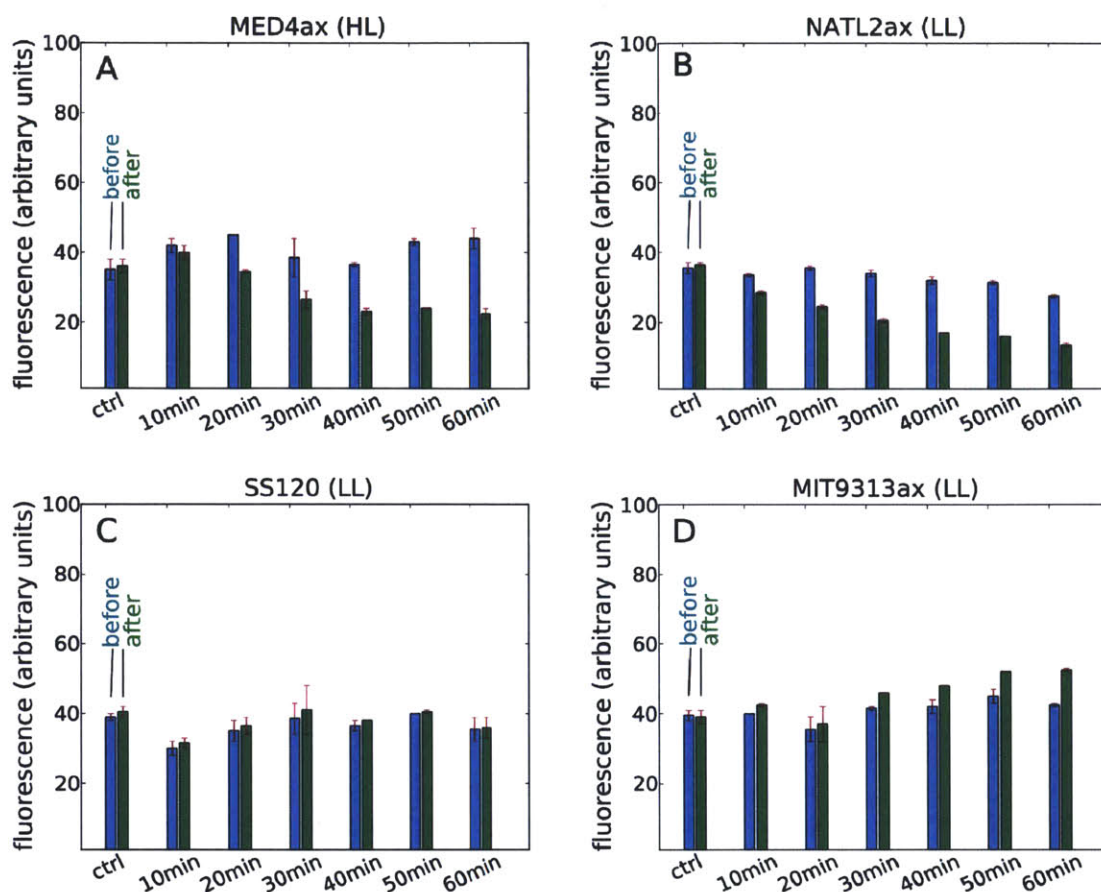 MED4ax (HL)
A
fluorescence (arbitrary units)
100
80
60
40
20
before
after
ctrl
10min
20min
30min
40min
50min
60min
NATL2ax (LL)
B
fluorescence (arbitrary units)
100
80
60
40
20
before
after
ctrl
10min
20min
30min
40min
50min
60min
SS120 (LL)
C
fluorescence (arbitrary units)
100
80
60
40
20
before
after
ctrl
10min
20min
30min
40min
50min
60min
MIT9313ax (LL)
D
fluorescence (arbitrary units)
100
80
60
40
20
before
after
ctrl
10min
20min
30min
40min
50min
60min